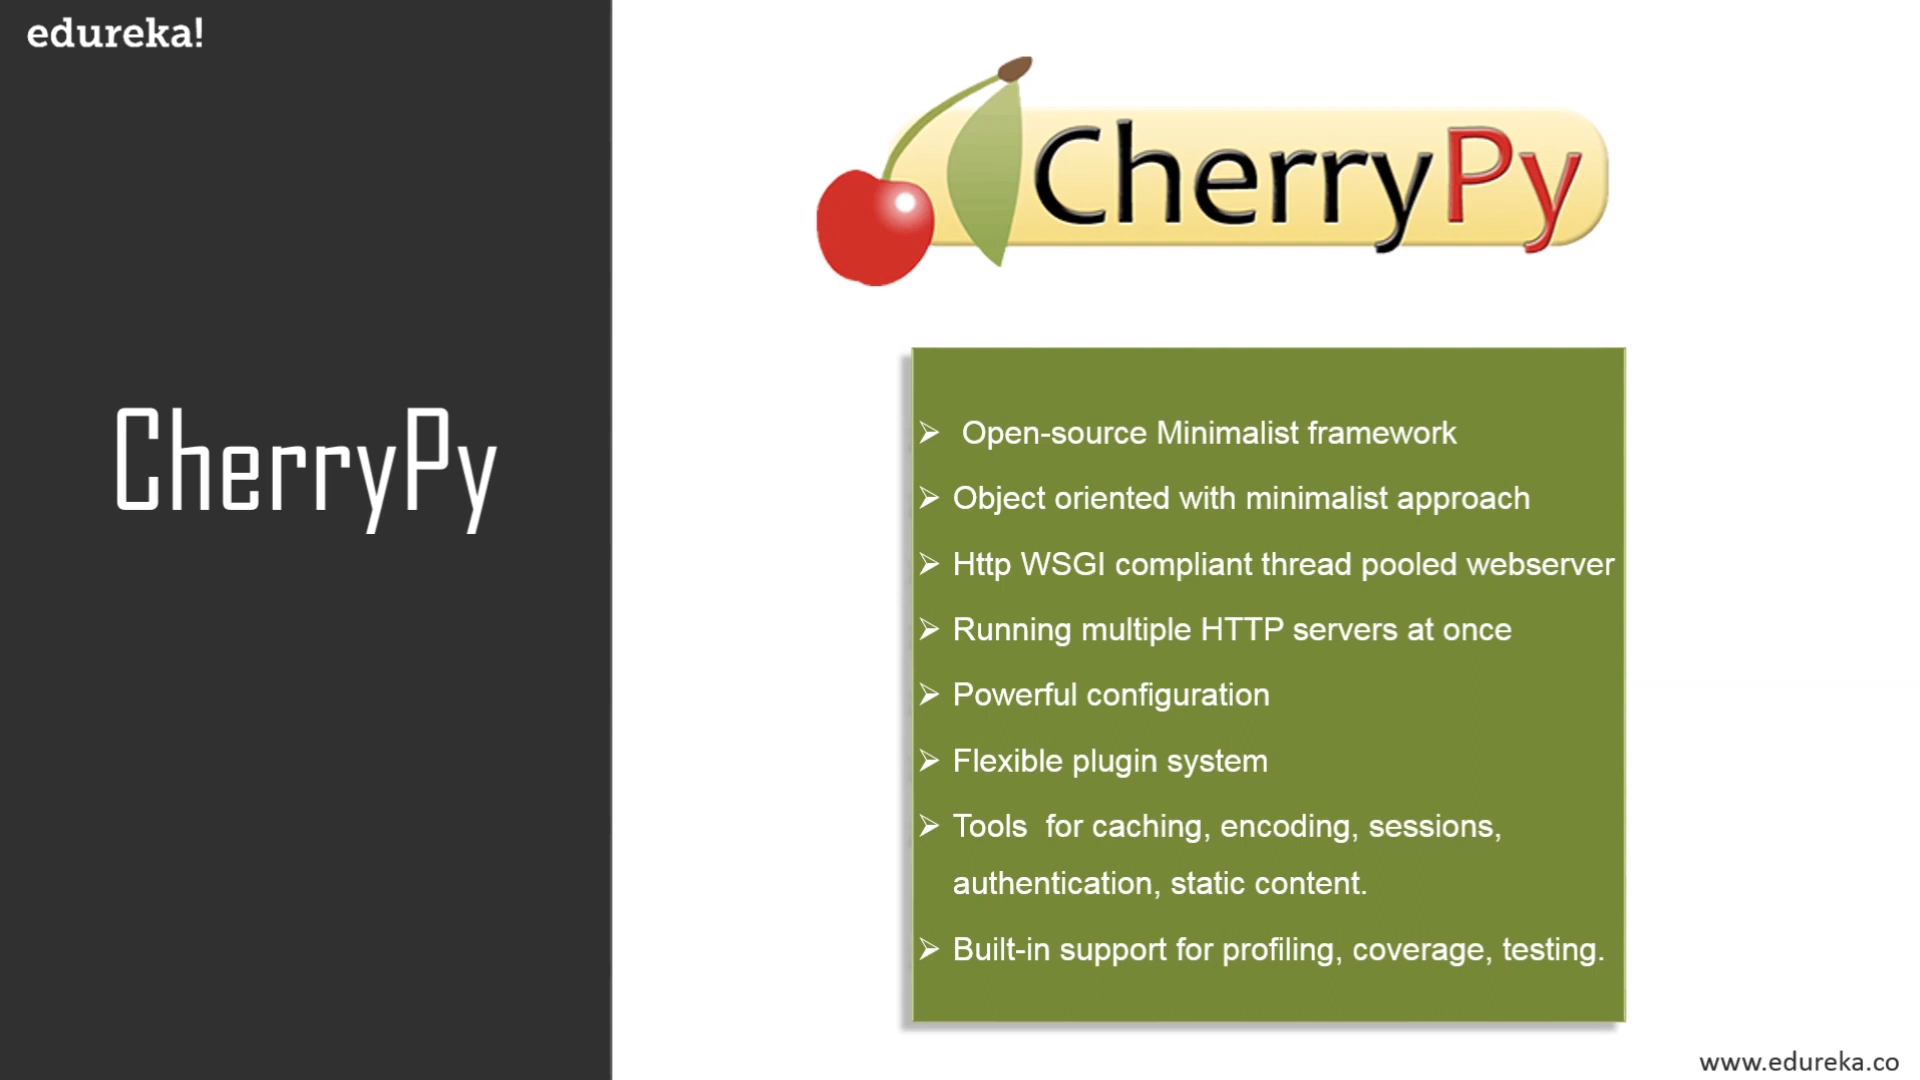 edureka!
CherryPy
CherryPy
➢ Open-source Minimalist framework
➢ Object oriented with minimalist approach
➢ Http WSGI compliant thread pooled webserver
➢ Running multiple HTTP servers at once
➢ Powerful configuration
➢ Flexible plugin system
➢ Tools  for caching, encoding, sessions,
authentication, static content.
➢ Built-in support for profiling, coverage, testing.
www.edureka.co